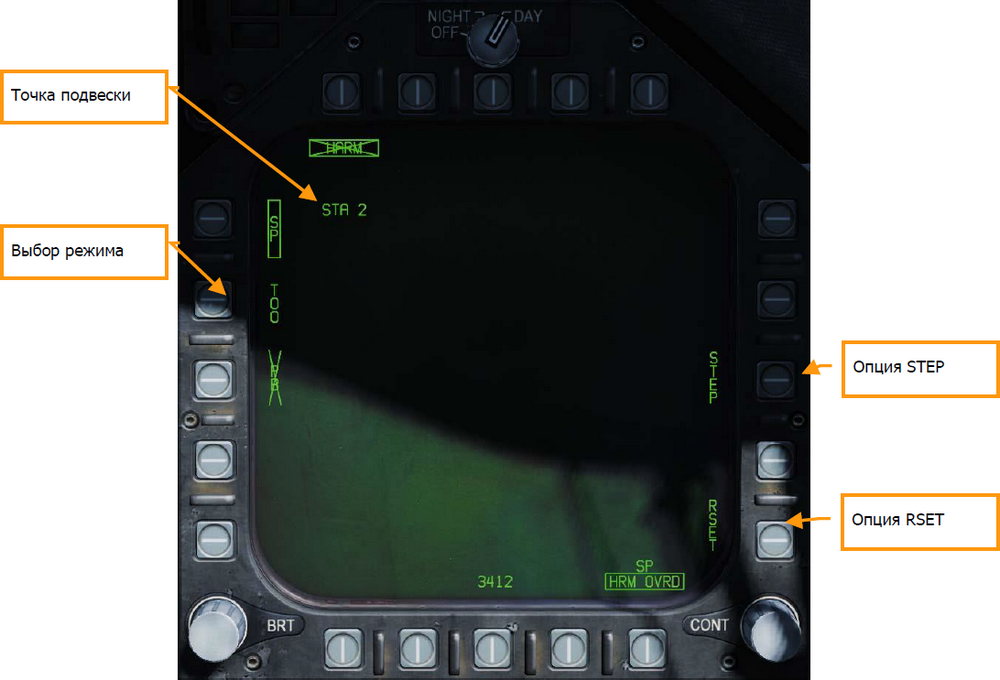 NIGHT DAY
OFF
Точка подвески
HARM
STA 2
SP
Выбор режима
TOO
PB
STEP
Опция STEP
RSET
Опция RSET
SP
3412 HRM OVRD
BRT CONT